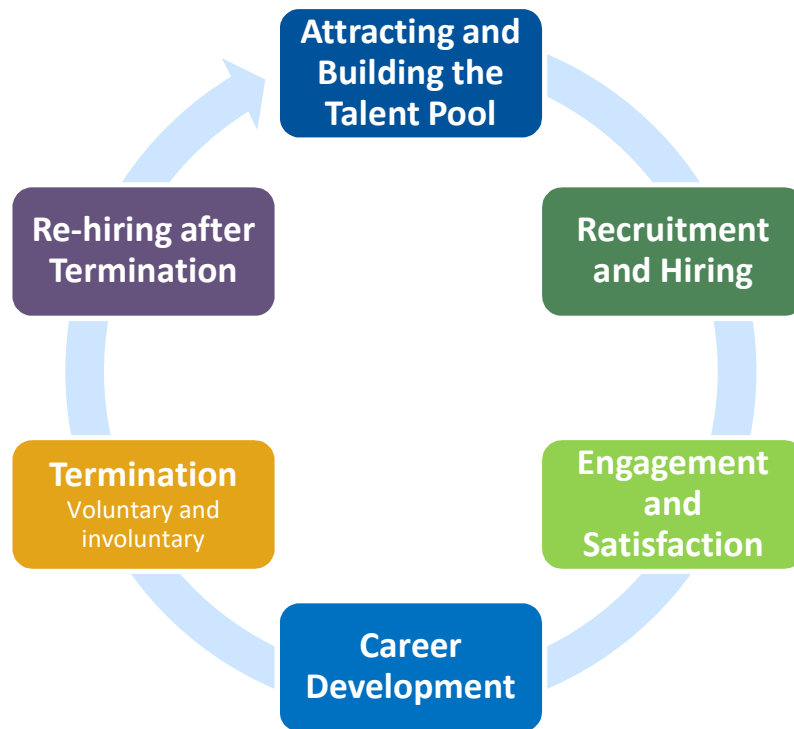 Attracting and
Building the
Talent Pool
Recruitment
and Hiring
Engagement
and
Satisfaction
Career
Development
Termination
Voluntary and
involuntary
Re-hiring after
Termination